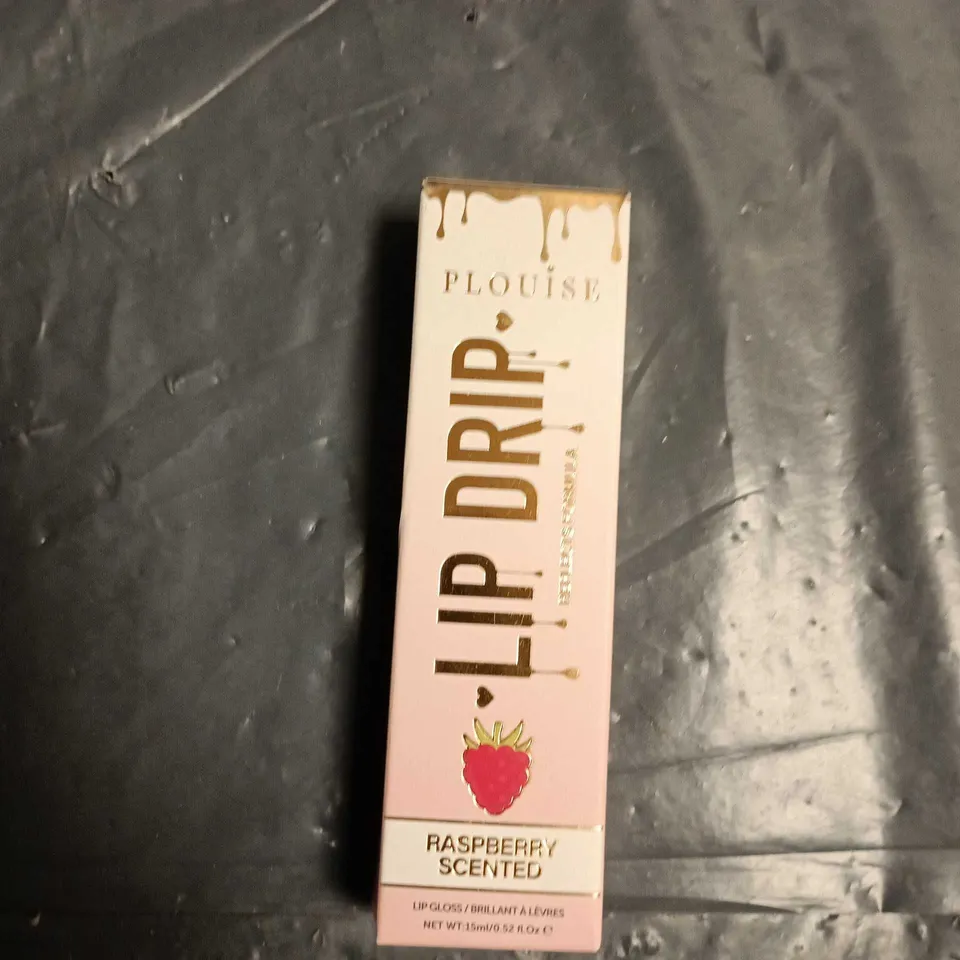 PLOUISE
LIP DRIP
RASPBERRY
SCENTED
LIP GLOSS / BRILLANT À LÈVRES
NET WT:15ml/0.52 fl.Oz ℮